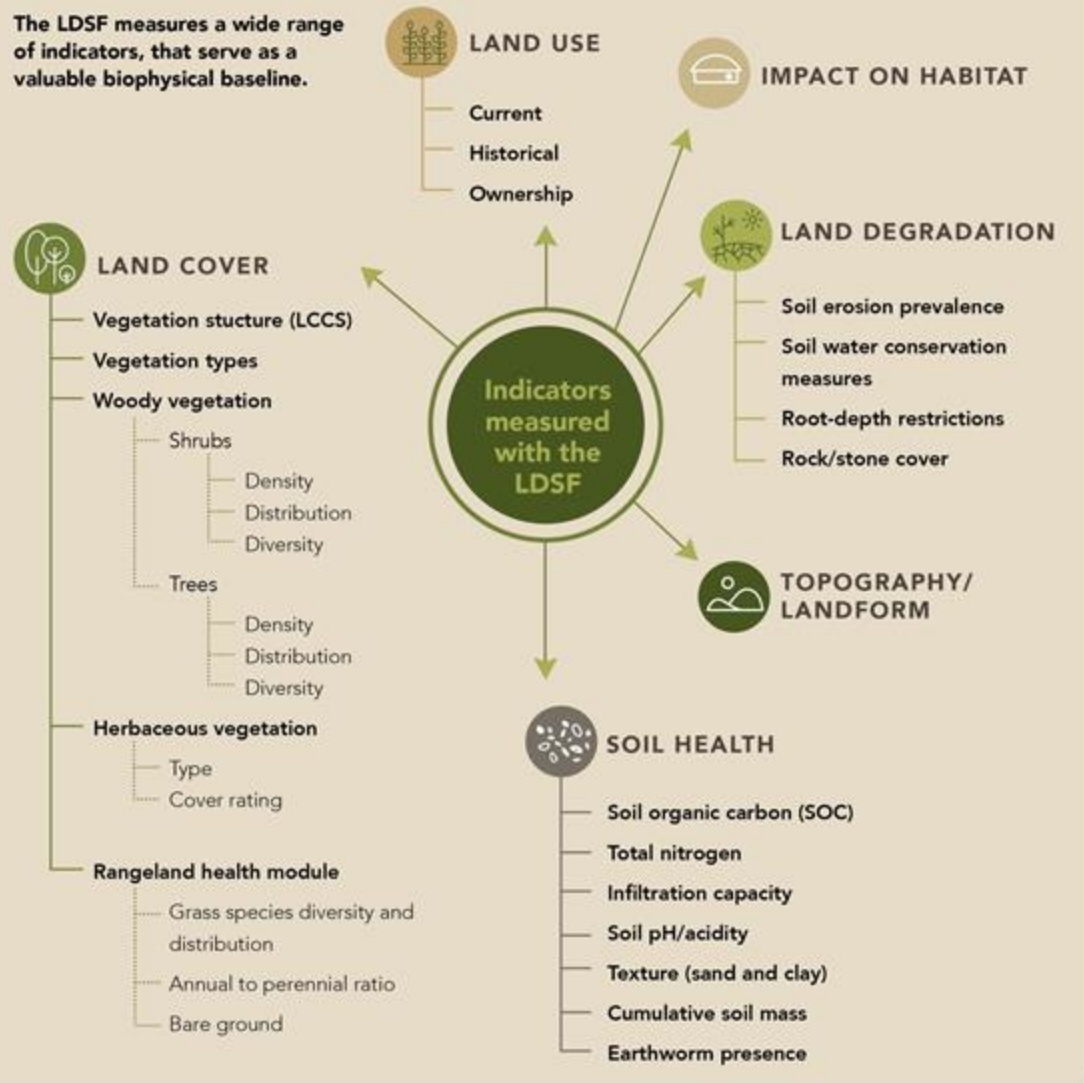 The LDSF measures a wide range
of indicators, that serve as a
valuable biophysical baseline.
LAND USE
Current
Historical
Ownership
IMPACT ON HABITAT
LAND DEGRADATION
Soil erosion prevalence
Soil water conservation
measures
Root-depth restrictions
Rock/stone cover
LAND COVER
Vegetation stucture (LCCS)
Vegetation types
Woody vegetation
Shrubs
Density
Distribution
Diversity
Trees
Density
Distribution
Diversity
Herbaceous vegetation
Type
Cover rating
Rangeland health module
Grass species diversity and
distribution
Annual to perennial ratio
Bare ground
Indicators
measured
with the
LDSF
TOPOGRAPHY/
LANDFORM
SOIL HEALTH
Soil organic carbon (SOC)
Total nitrogen
Infiltration capacity
Soil pH/acidity
Texture (sand and clay)
Cumulative soil mass
Earthworm presence